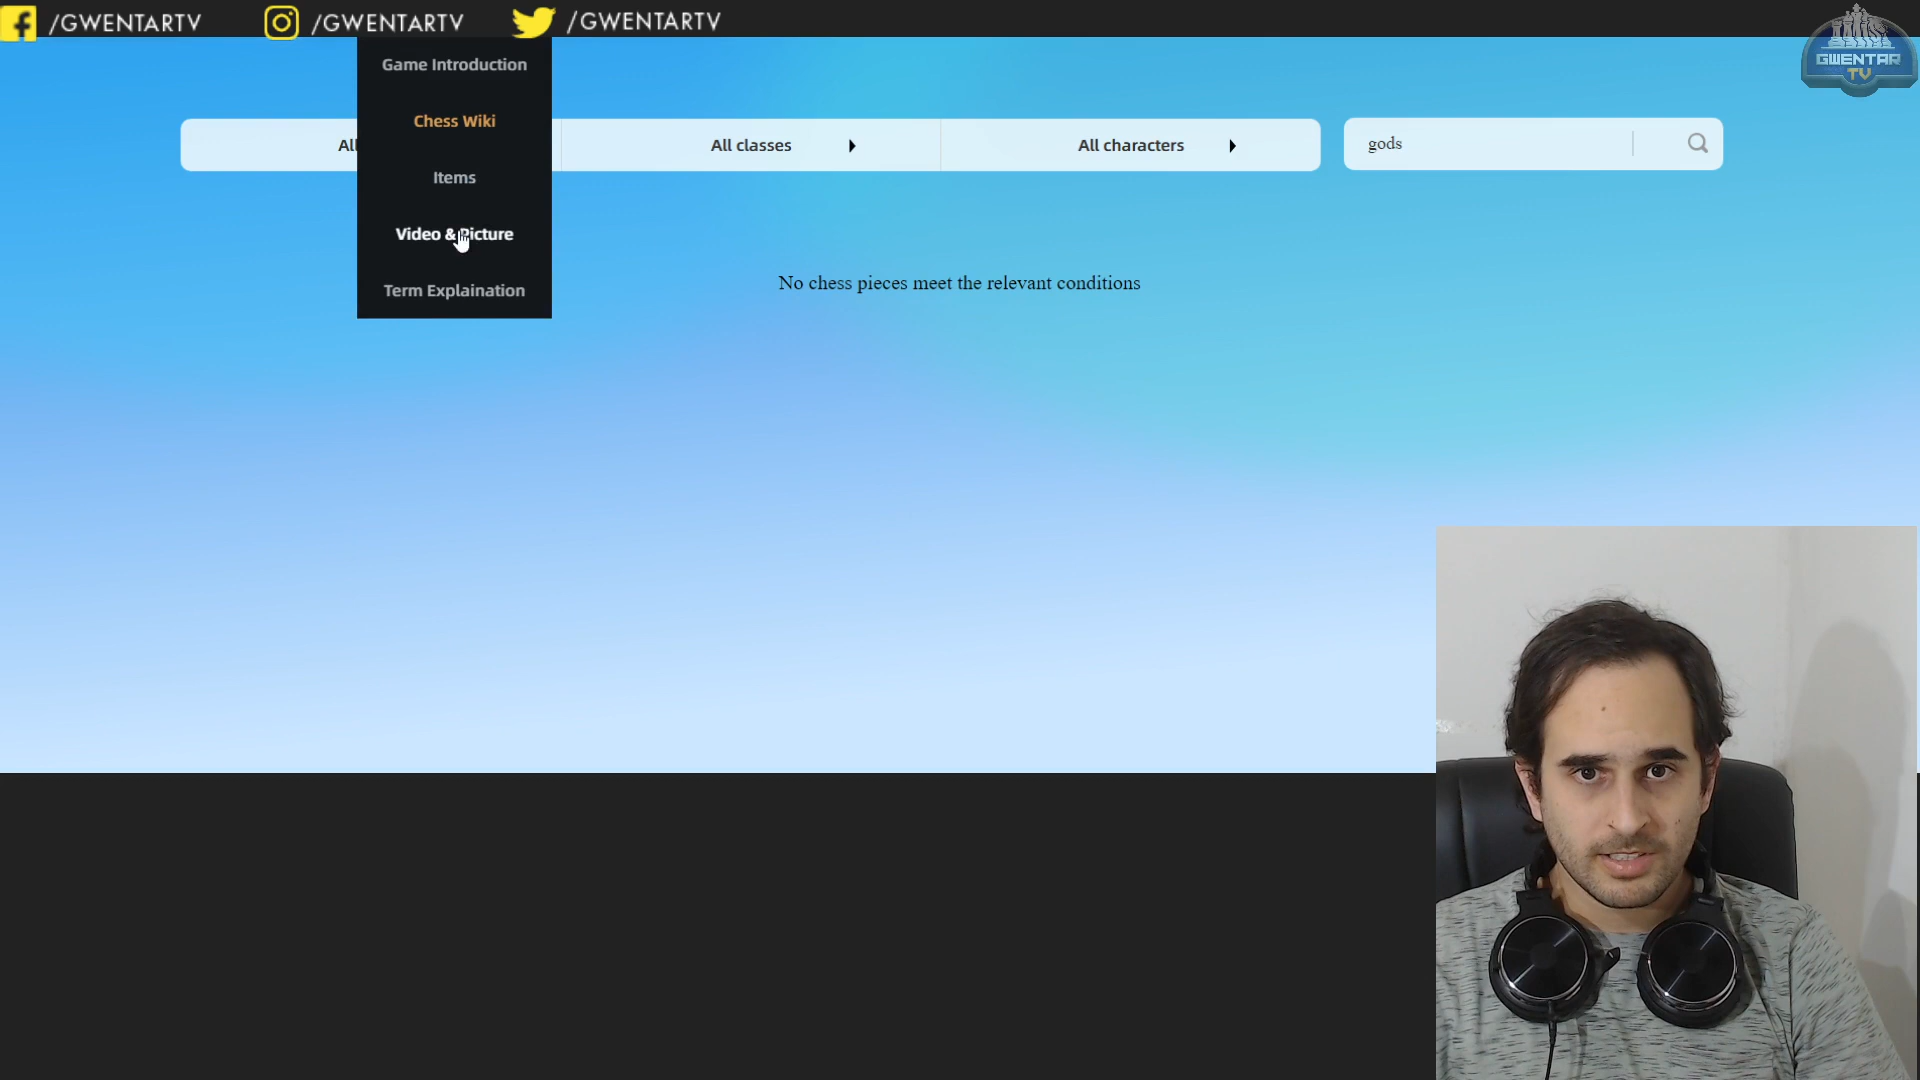 /GWENTARTV /GWENTARTV /GWENTARTV
GWENTAR
TV
Game Introduction
Chess Wiki
All
All classes
All characters
gods
Items
Video & Picture
Term Explaination
No chess pieces meet the relevant conditions